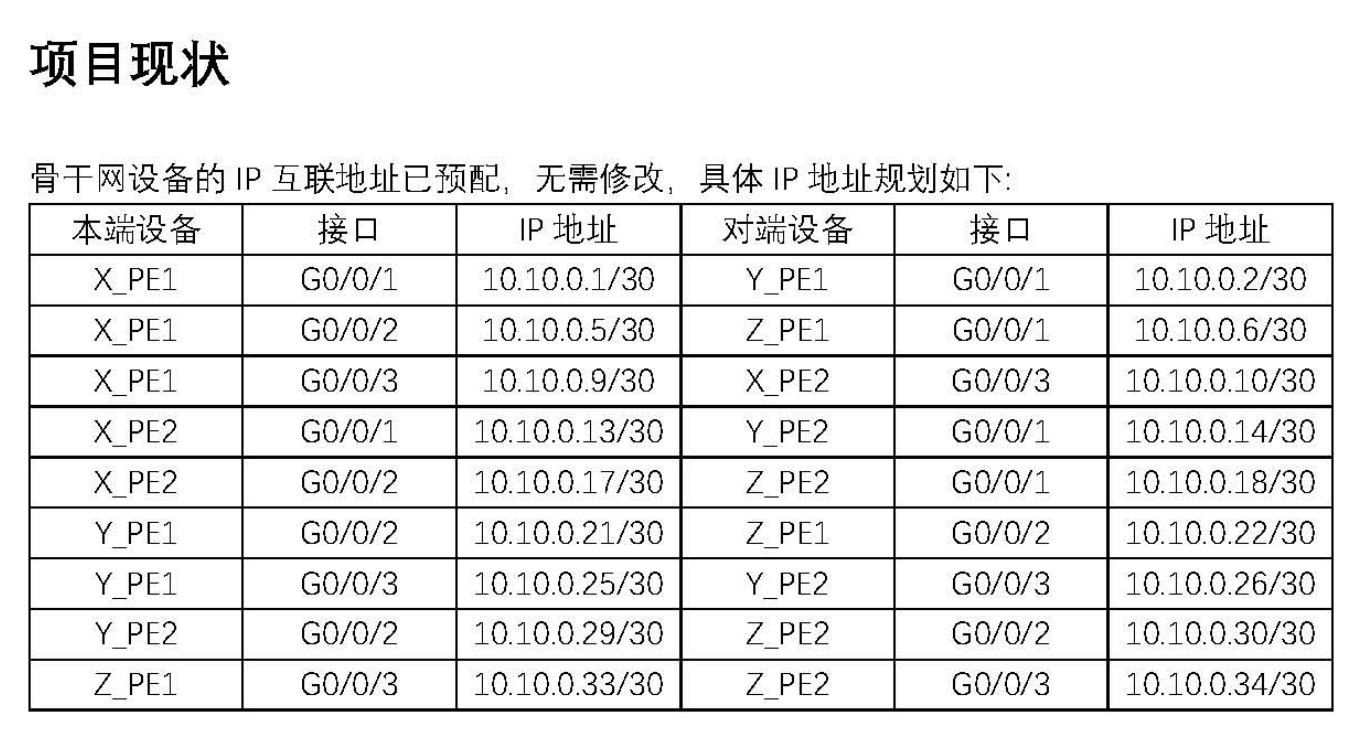 项目现状
骨干网设备的 IP 互联地址已预配，无需修改，具体 IP 地址规划如下:
本端设备 接口 IP 地址 对端设备 接口 IP 地址
X_PE1 G0/0/1 10.10.0.1/30 Y_PE1 G0/0/1 10.10.0.2/30
X_PE1 G0/0/2 10.10.0.5/30 Z_PE1 G0/0/1 10.10.0.6/30
X_PE1 G0/0/3 10.10.0.9/30 X_PE2 G0/0/3 10.10.0.10/30
X_PE2 G0/0/1 10.10.0.13/30 Y_PE2 G0/0/1 10.10.0.14/30
X_PE2 G0/0/2 10.10.0.17/30 Z_PE2 G0/0/1 10.10.0.18/30
Y_PE1 G0/0/2 10.10.0.21/30 Z_PE1 G0/0/2 10.10.0.22/30
Y_PE1 G0/0/3 10.10.0.25/30 Y_PE2 G0/0/3 10.10.0.26/30
Y_PE2 G0/0/2 10.10.0.29/30 Z_PE2 G0/0/2 10.10.0.30/30
Z_PE1 G0/0/3 10.10.0.33/30 Z_PE2 G0/0/3 10.10.0.34/30